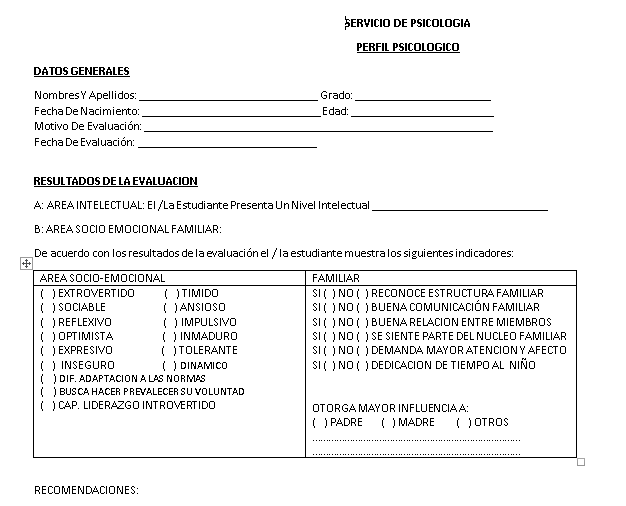 SERVICIO DE PSICOLOGIA
PERFIL PSICOLOGICO
DATOS GENERALES
Nombres Y Apellidos: ______________________________ Grado: _______________________
Fecha De Nacimiento: ______________________________ Edad: ________________________
Motivo De Evaluación: ___________________________________________________________
Fecha De Evaluación: ______________________________
RESULTADOS DE LA EVALUACION
A: AREA INTELECTUAL: El /La Estudiante Presenta Un Nivel Intelectual ______________________________
B: AREA SOCIO EMOCIONAL FAMILIAR:
De acuerdo con los resultados de la evaluación el / la estudiante muestra los siguientes indicadores:
AREA SOCIO-EMOCIONAL
( ) EXTROVERTIDO ( ) TIMIDO
( ) SOCIABLE ( ) ANSIOSO
( ) REFLEXIVO ( ) IMPULSIVO
( ) OPTIMISTA ( ) INMADURO
( ) EXPRESIVO ( ) TOLERANTE
( ) INSEGURO ( ) DINAMICO
( ) DIF. ADAPTACION A LAS NORMAS
( ) BUSCA HACER PREVALECER SU VOLUNTAD
( ) CAP. LIDERAZGO INTROVERTIDO
FAMILIAR
SI ( ) NO ( ) RECONOCE ESTRUCTURA FAMILIAR
SI ( ) NO ( ) BUENA COMUNICACIÓN FAMILIAR
SI ( ) NO ( ) BUENA RELACION ENTRE MIEMBROS
SI ( ) NO ( ) SE SIENTE PARTE DEL NUCLEO FAMILIAR
SI ( ) NO ( ) DEMANDA MAYOR ATENCION Y AFECTO
SI ( ) NO ( ) DEDICACION DE TIEMPO AL NIÑO
OTORGA MAYOR INFLUENCIA A:
( ) PADRE ( ) MADRE ( ) OTROS
......................................................................
......................................................................
RECOMENDACIONES: